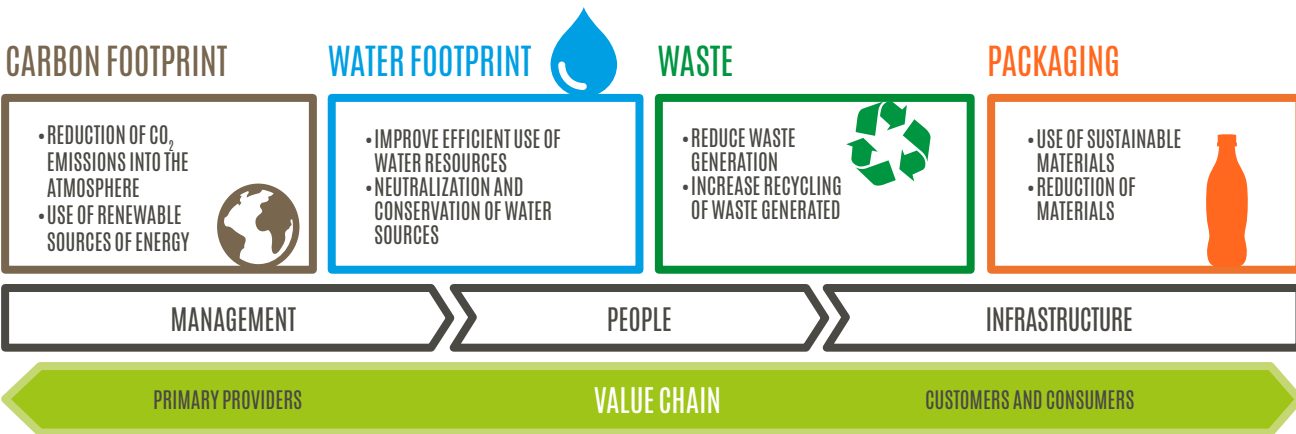 CARBON FOOTPRINT
• REDUCTION OF CO₂
EMISSIONS INTO THE
ATMOSPHERE
• USE OF RENEWABLE
SOURCES OF ENERGY
WATER FOOTPRINT
• IMPROVE EFFICIENT USE OF
WATER RESOURCES
• NEUTRALIZATION AND
CONSERVATION OF WATER
SOURCES
WASTE
• REDUCE WASTE
GENERATION
• INCREASE RECYCLING
OF WASTE GENERATED
PACKAGING
• USE OF SUSTAINABLE
MATERIALS
• REDUCTION OF
MATERIALS
MANAGEMENT
PEOPLE
INFRASTRUCTURE
PRIMARY PROVIDERS
VALUE CHAIN
CUSTOMERS AND CONSUMERS